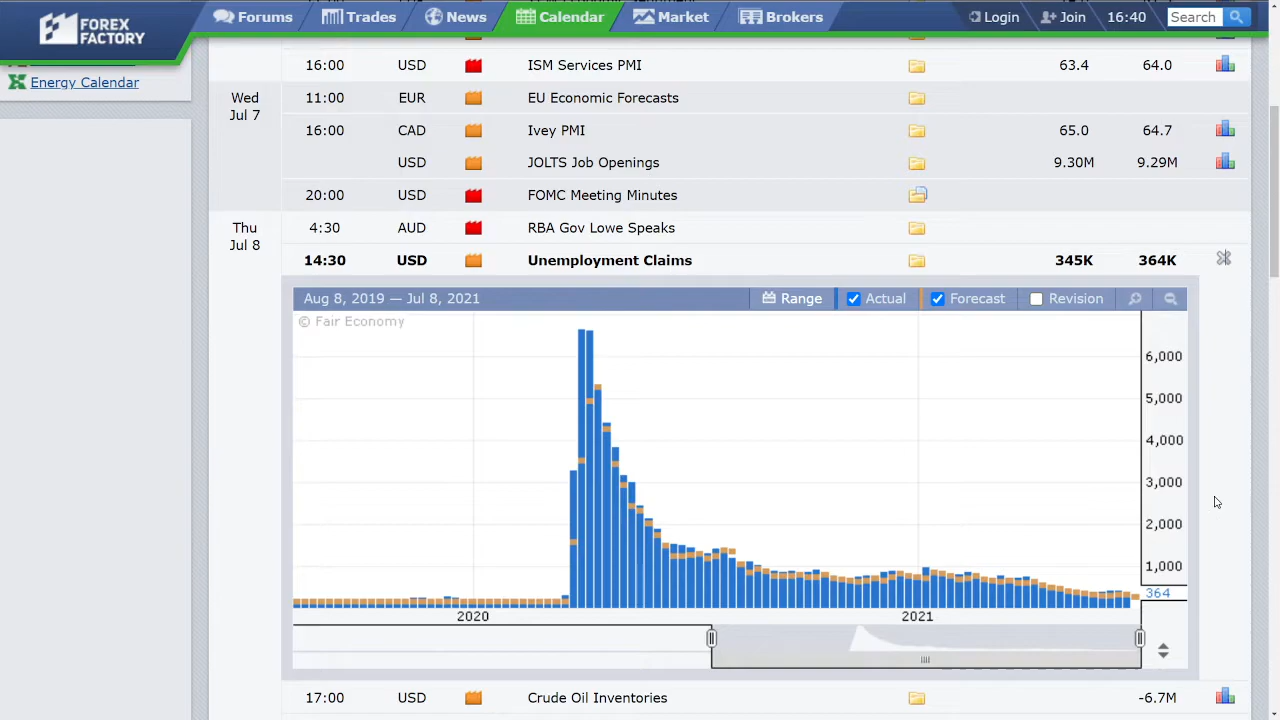 FOREX FACTORY
Forums Trades News Calendar Market Brokers Login Join 16:40 Search
Energy Calendar
16:00 USD ISM Services PMI 63.4 64.0
Wed Jul 7 11:00 EUR EU Economic Forecasts
16:00 CAD Ivey PMI 65.0 64.7
USD JOLTS Job Openings 9.30M 9.29M
20:00 USD FOMC Meeting Minutes
Thu Jul 8 4:30 AUD RBA Gov Lowe Speaks
14:30 USD Unemployment Claims 345K 364K
Aug 8, 2019 — Jul 8, 2021 Range Actual Forecast Revision
© Fair Economy
6,000
5,000
4,000
3,000
2,000
1,000
364
2020 2021
17:00 USD Crude Oil Inventories -6.7M